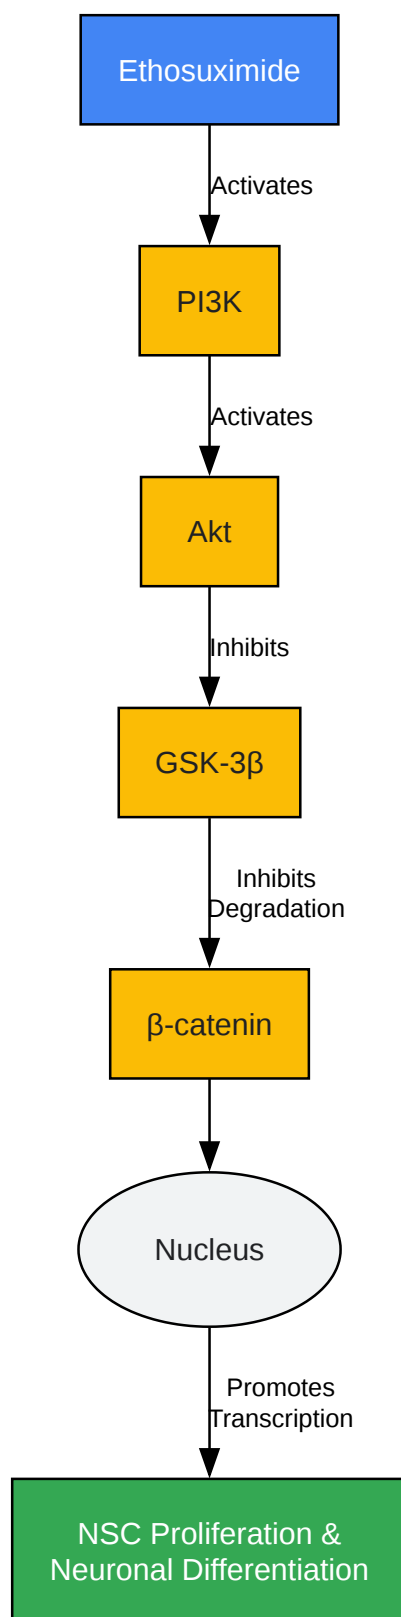 Ethosuximide
Activates
PI3K
Activates
Akt
Inhibits
GSK-3β
Inhibits
Degradation
β-catenin
Nucleus
Promotes
Transcription
NSC Proliferation &
Neuronal Differentiation